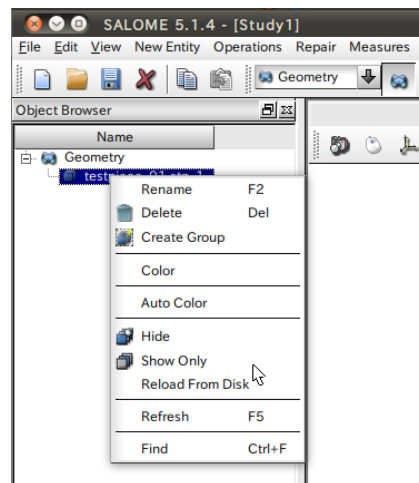 SALOME 5.1.4 - [Study1]
File Edit View New Entity Operations Repair Measures
Geometry
Object Browser
Name
Geometry
Rename F2
Delete Del
Create Group
Color
Auto Color
Hide
Show Only
Reload From Disk
Refresh F5
Find Ctrl+F